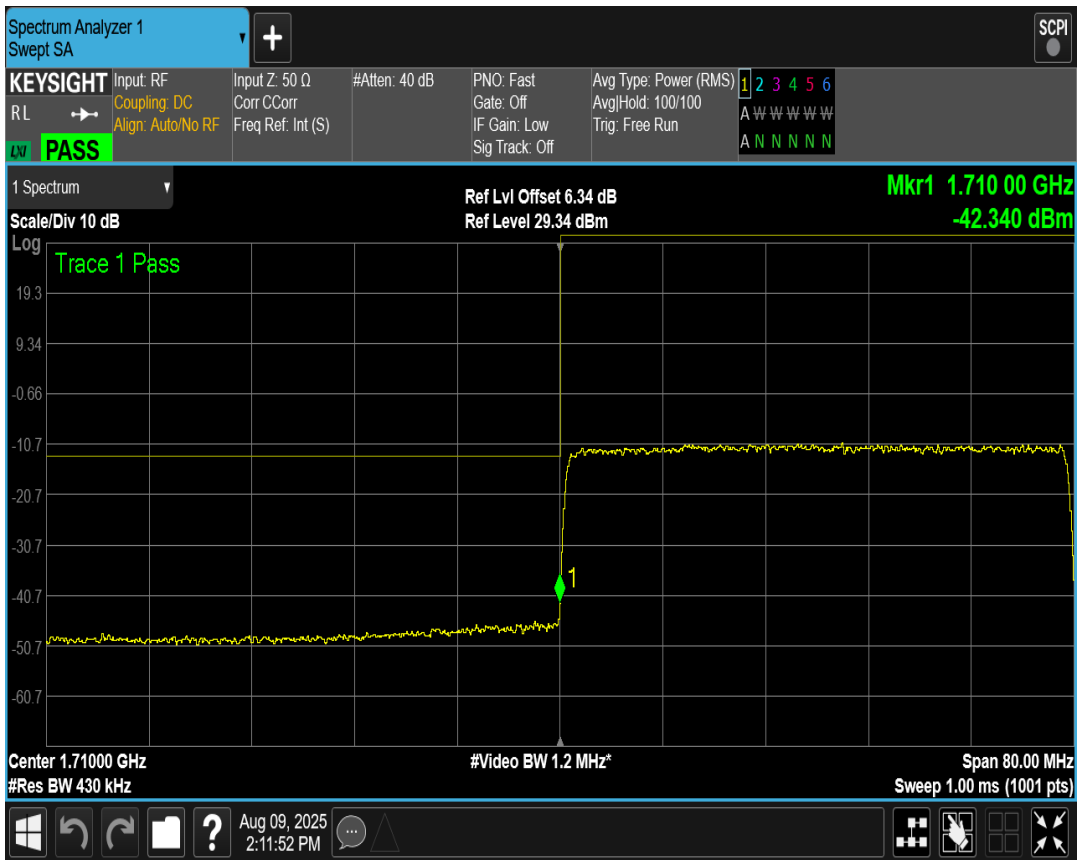 Spectrum Analyzer 1
Swept SA
+
SCPI
KEYSIGHT
RL
LXI PASS
Input: RF
Coupling: DC
Align: Auto/No RF
Input Z: 50 Ω
Corr CCorr
Freq Ref: Int (S)
#Atten: 40 dB
PNO: Fast
Gate: Off
IF Gain: Low
Sig Track: Off
Avg Type: Power (RMS)
Avg|Hold: 100/100
Trig: Free Run
1 2 3 4 5 6
A W W W W W
A N N N N N
1 Spectrum
Scale/Div 10 dB
Ref Lvl Offset 6.34 dB
Ref Level 29.34 dBm
Mkr1 1.710 00 GHz
-42.340 dBm
Log
Trace 1 Pass
19.3
9.34
-0.66
-10.7
-20.7
-30.7
-40.7
-50.7
-60.7
1
Center 1.71000 GHz
#Res BW 430 kHz
#Video BW 1.2 MHz*
Span 80.00 MHz
Sweep 1.00 ms (1001 pts)
?
Aug 09, 2025
2:11:52 PM